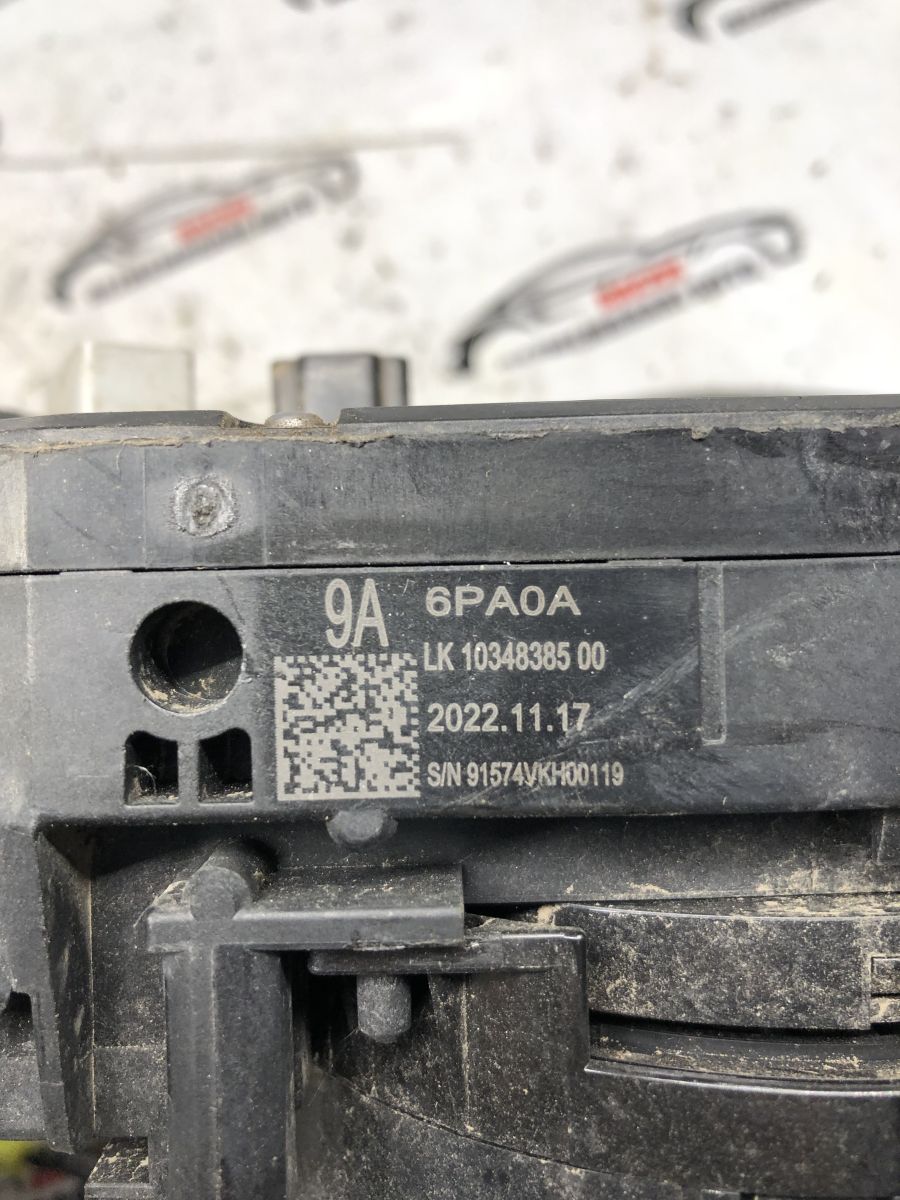 9A 6PA0A
LK 10348385 00
2022.11.17
S/N 91574VKH00119